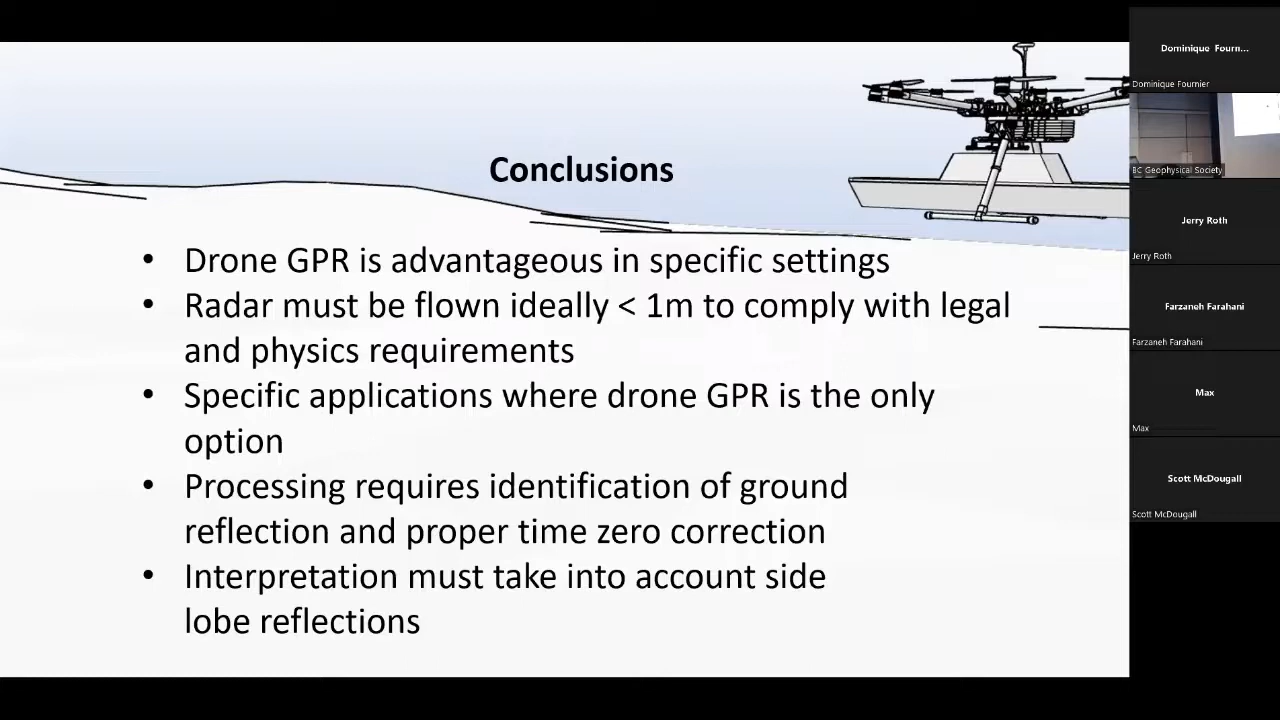 Conclusions
• Drone GPR is advantageous in specific settings
• Radar must be flown ideally < 1m to comply with legal
and physics requirements
• Specific applications where drone GPR is the only
option
• Processing requires identification of ground
reflection and proper time zero correction
• Interpretation must take into account side
lobe reflections
Dominique Fourn...
Dominique Fournier
BC Geophysical Society
Jerry Roth
Jerry Roth
Farzaneh Farahani
Farzaneh Farahani
Max
Max
Scott McDougall
Scott McDougall